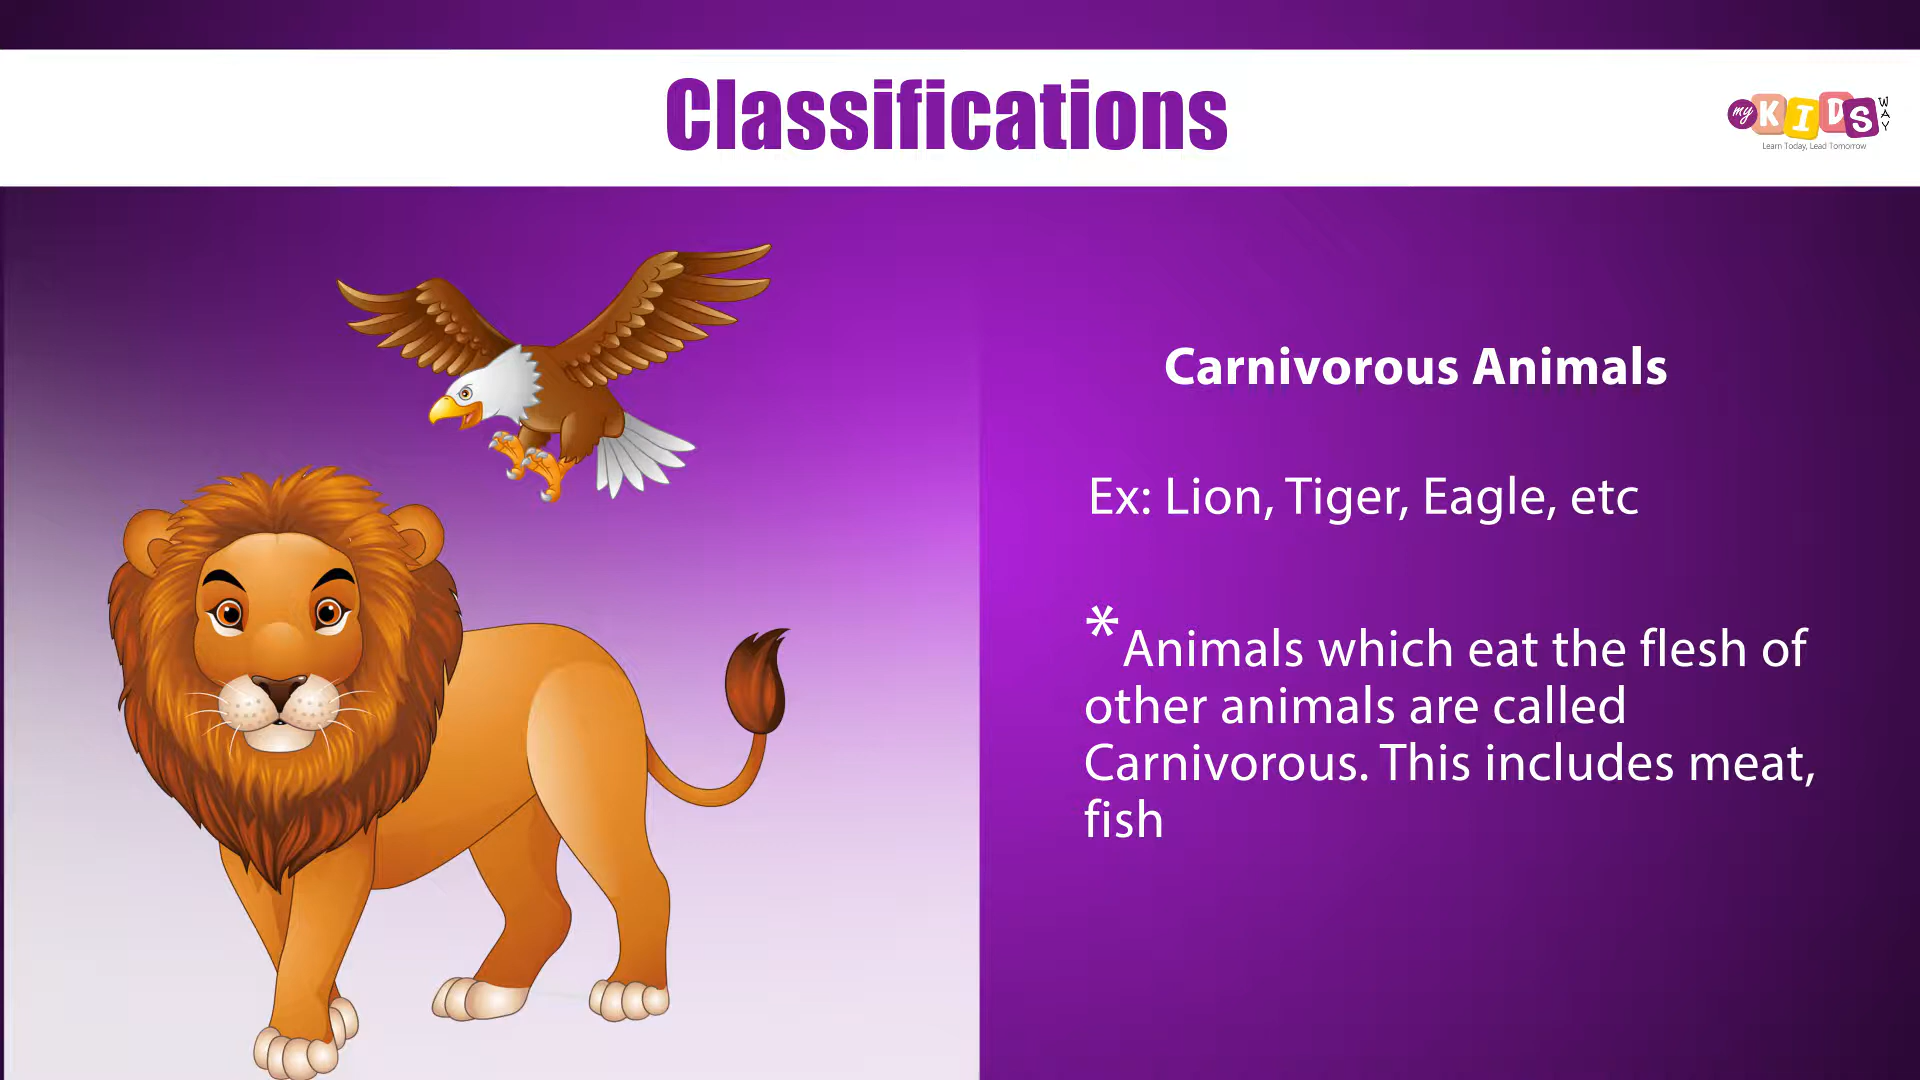 Classifications
my KIDS WAY
Learn Today, Lead Tomorrow
Carnivorous Animals
Ex: Lion, Tiger, Eagle, etc
*Animals which eat the flesh of
other animals are called
Carnivorous. This includes meat,
fish